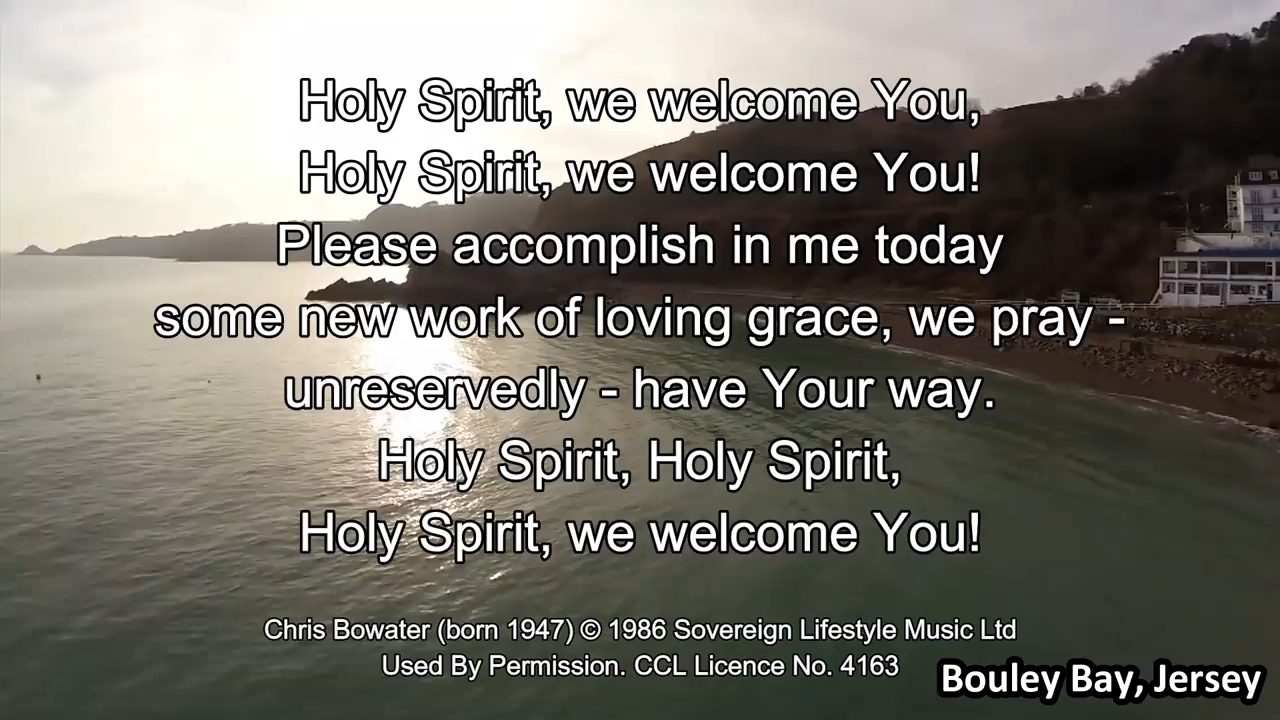 Holy Spirit, we welcome You,
Holy Spirit, we welcome You!
Please accomplish in me today
some new work of loving grace, we pray -
unreservedly - have Your way.
Holy Spirit, Holy Spirit,
Holy Spirit, we welcome You!
Chris Bowater (born 1947) © 1986 Sovereign Lifestyle Music Ltd
Used By Permission. CCL Licence No. 4163
Bouley Bay, Jersey